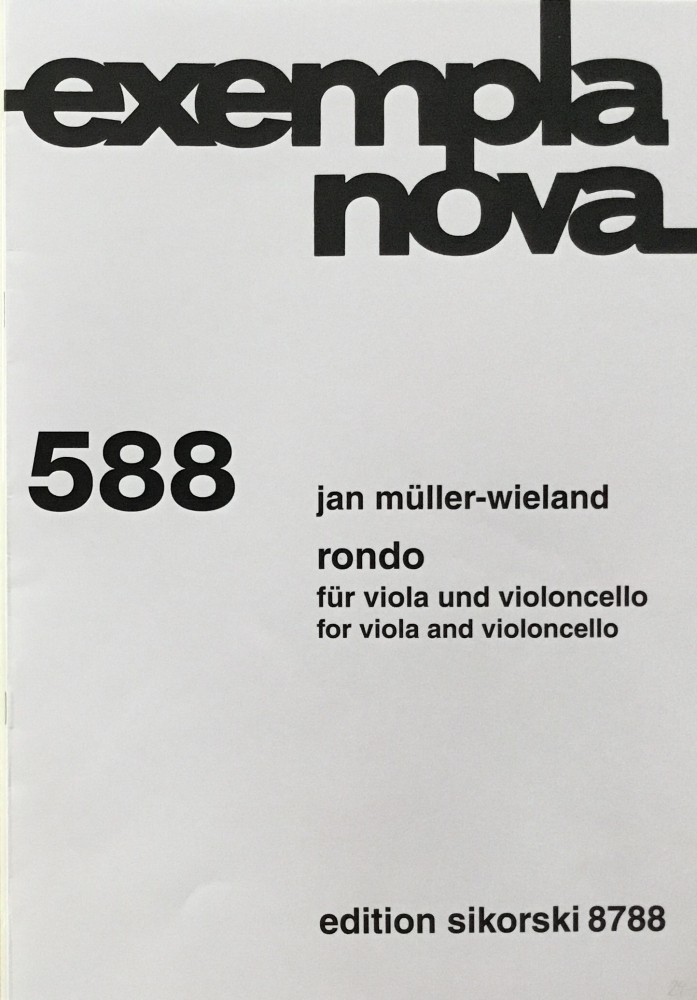 exempla
nova
588
jan müller-wieland
rondo
für viola und violoncello
for viola and violoncello
edition sikorski 8788